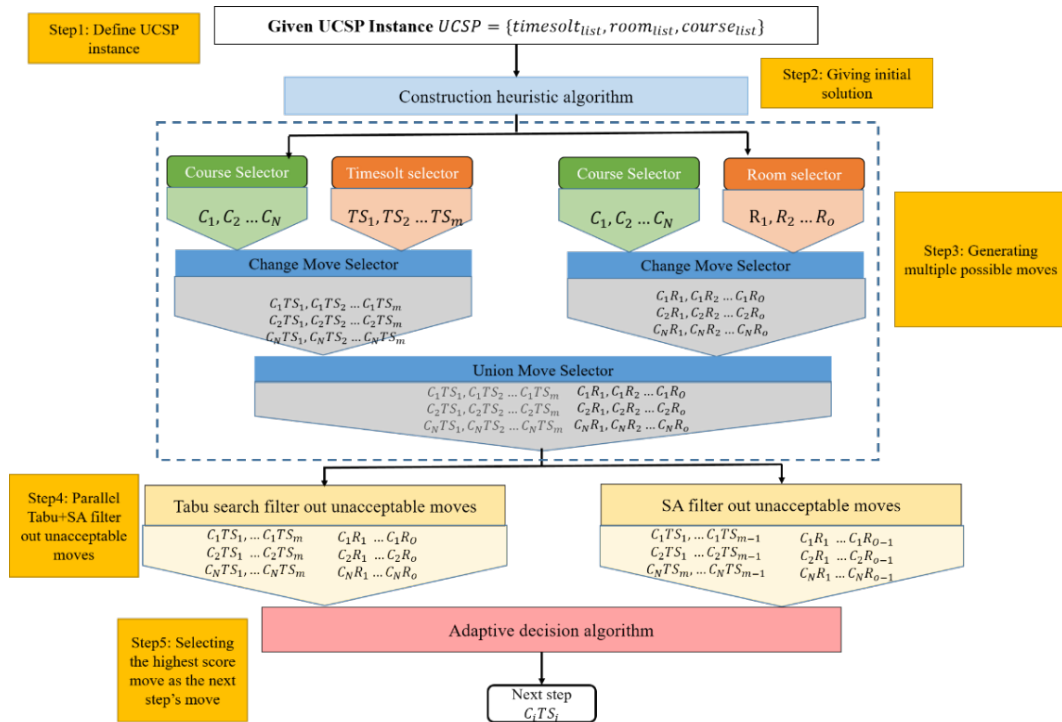 Step1: Define UCSP
instance
Given UCSP Instance UCSP = {timesolt_list, room_list, course_list}
Step2: Giving initial
solution
Construction heuristic algorithm
Course Selector
Timesolt selector
Course Selector
Room selector
C_1, C_2 … C_N
TS_1, TS_2 … TS_m
C_1, C_2 … C_N
R_1, R_2 … R_o
Step3: Generating
multiple possible moves
Change Move Selector
C_1TS_1, C_1TS_2 … C_1TS_m
C_2TS_1, C_2TS_2 … C_2TS_m
C_NTS_1, C_NTS_2 … C_NTS_m
Change Move Selector
C_1R_1, C_1R_2 … C_1R_O
C_2R_1, C_2R_2 … C_2R_o
C_NR_1, C_NR_2 … C_NR_o
Union Move Selector
C_1TS_1, C_1TS_2 … C_1TS_m C_1R_1, C_1R_2 … C_1R_O
C_2TS_1, C_2TS_2 … C_2TS_m C_2R_1, C_2R_2 … C_2R_o
C_NTS_1, C_NTS_2 … C_NTS_m C_NR_1, C_NR_2 … C_NR_o
Step4: Parallel
Tabu+SA filter
out unacceptable
moves
Tabu search filter out unacceptable moves
C_1TS_1, … C_1TS_m C_1R_1 … C_1R_O
C_2TS_1 … C_2TS_m C_2R_1 … C_2R_o
C_NTS_1, … C_NTS_m C_NR_1 … C_NR_o
SA filter out unacceptable moves
C_1TS_1, … C_1TS_{m−1} C_1R_1 … C_1R_{O−1}
C_2TS_1 … C_2TS_{m−1} C_2R_1 … C_2R_{o−1}
C_NTS_m, … C_NTS_{m−1} C_NR_1 … C_NR_{o−1}
Step5: Selecting
the highest score
move as the next
step's move
Adaptive decision algorithm
Next step
C_iTS_i